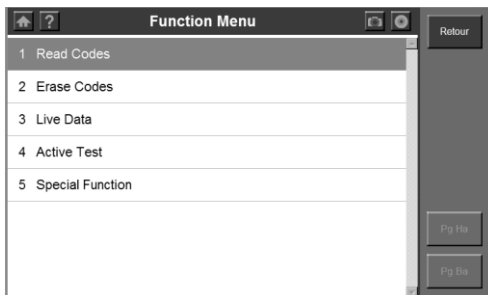 ?
Function Menu
Retour
1 Read Codes
2 Erase Codes
3 Live Data
4 Active Test
5 Special Function
Pg Ha
Pg Ba